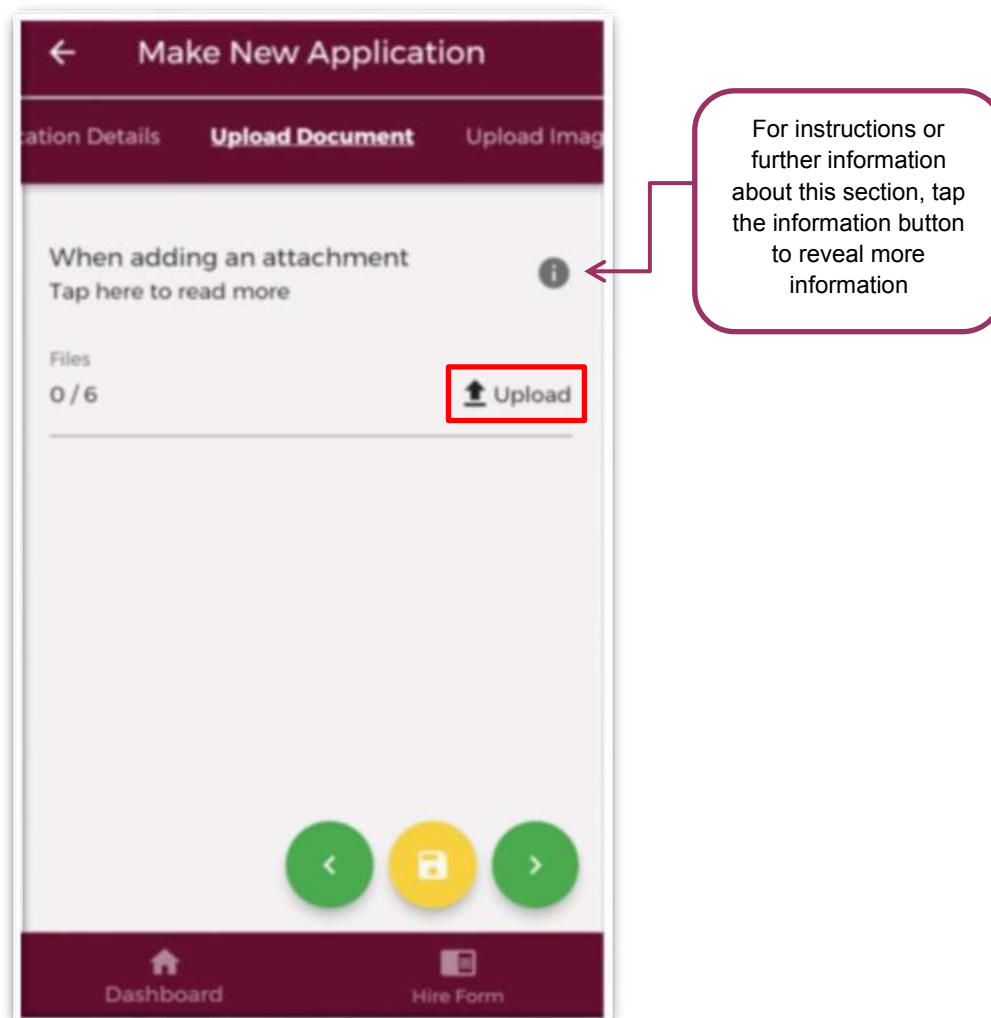 Make New Application
ation Details Upload Document Upload Imag
For instructions or
further information
about this section, tap
the information button
to reveal more
information
When adding an attachment
Tap here to read more
Files
0 / 6
Upload
Dashboard Hire Form